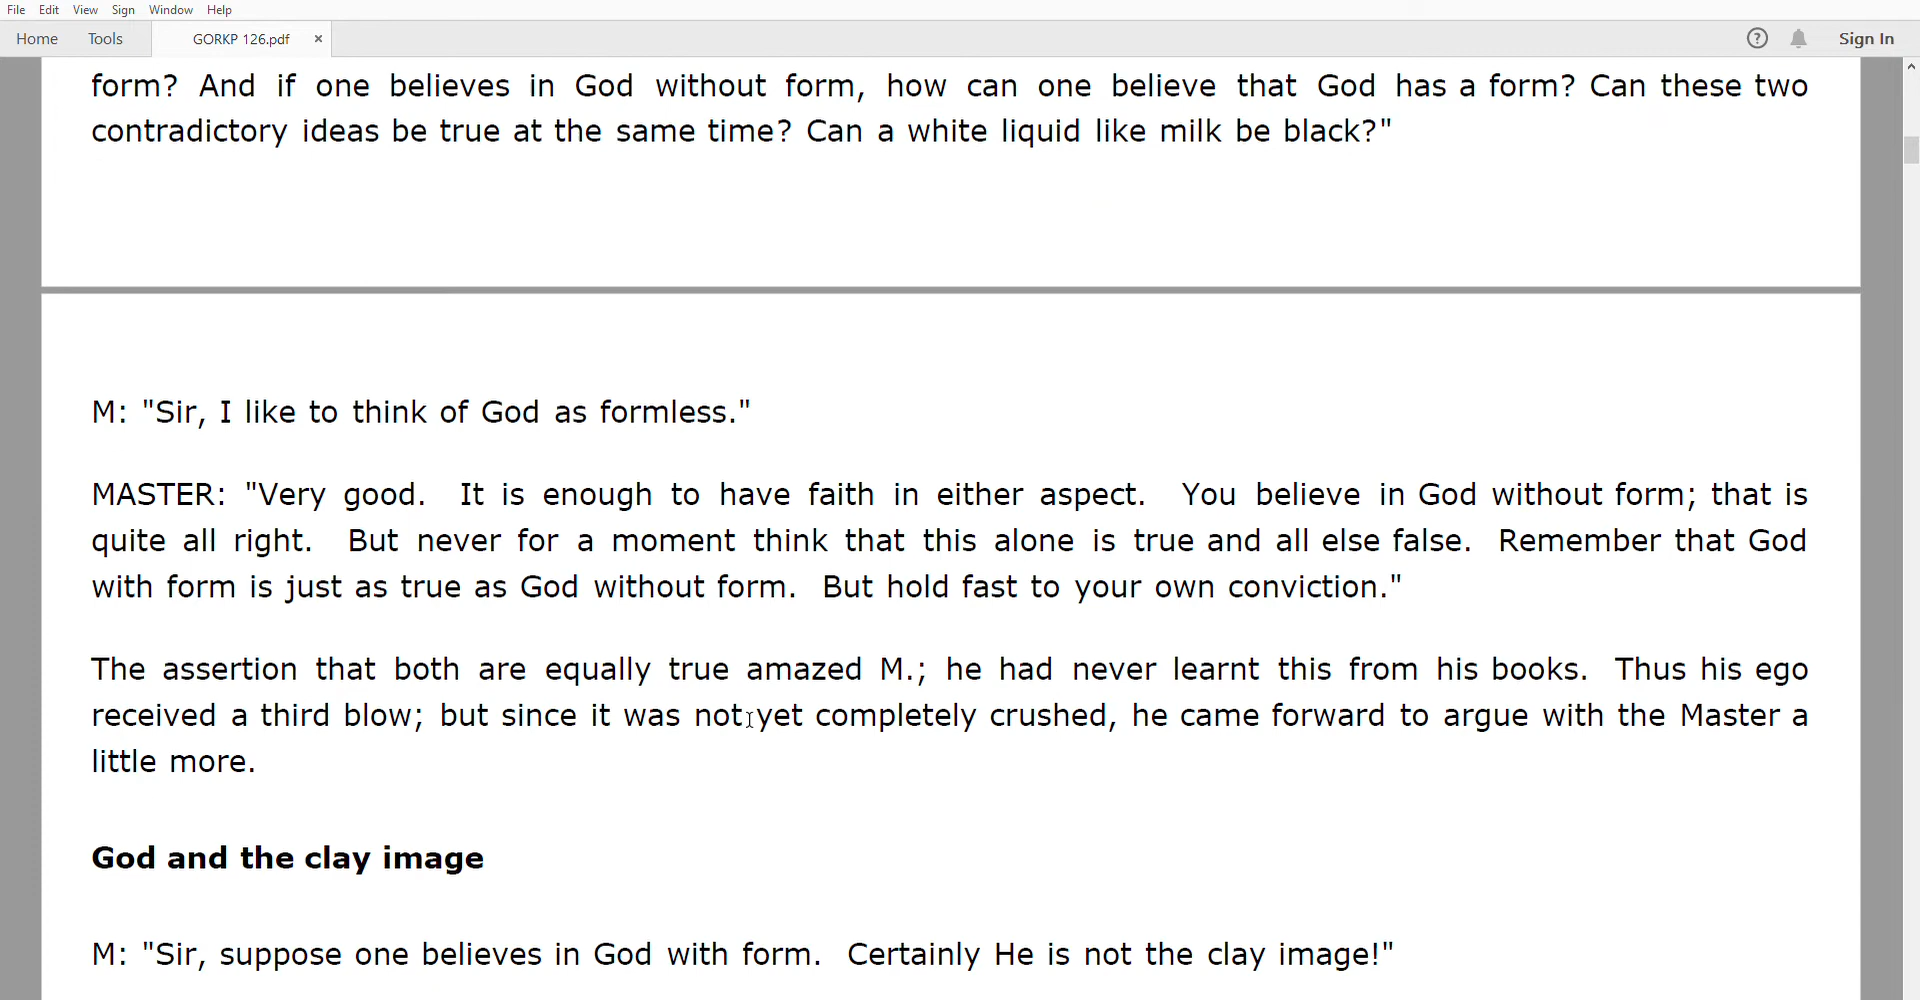 File Edit View Sign Window Help
Home Tools GORKP 126.pdf × ? Sign In
form? And if one believes in God without form, how can one believe that God has a form? Can these two
contradictory ideas be true at the same time? Can a white liquid like milk be black?"
M: "Sir, I like to think of God as formless."
MASTER: "Very good. It is enough to have faith in either aspect. You believe in God without form; that is
quite all right. But never for a moment think that this alone is true and all else false. Remember that God
with form is just as true as God without form. But hold fast to your own conviction."
The assertion that both are equally true amazed M.; he had never learnt this from his books. Thus his ego
received a third blow; but since it was not yet completely crushed, he came forward to argue with the Master a
little more.
God and the clay image
M: "Sir, suppose one believes in God with form. Certainly He is not the clay image!"